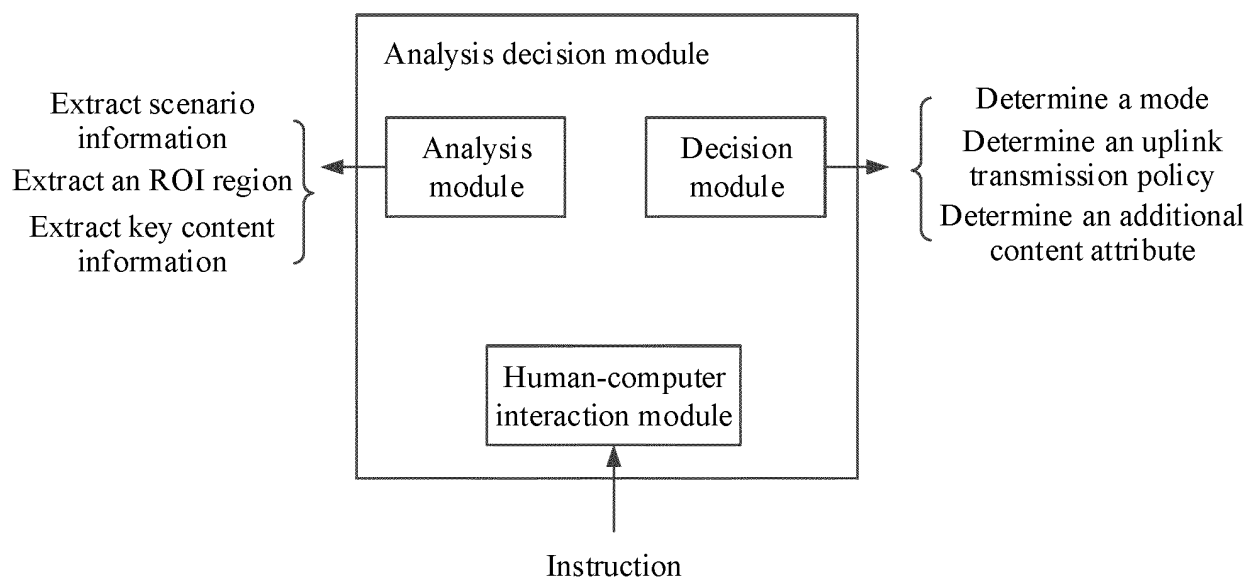 Analysis decision module
Extract scenario
information
Extract an ROI region
Extract key content
information
Analysis
module
Decision
module
Determine a mode
Determine an uplink
transmission policy
Determine an additional
content attribute
Human-computer
interaction module
Instruction